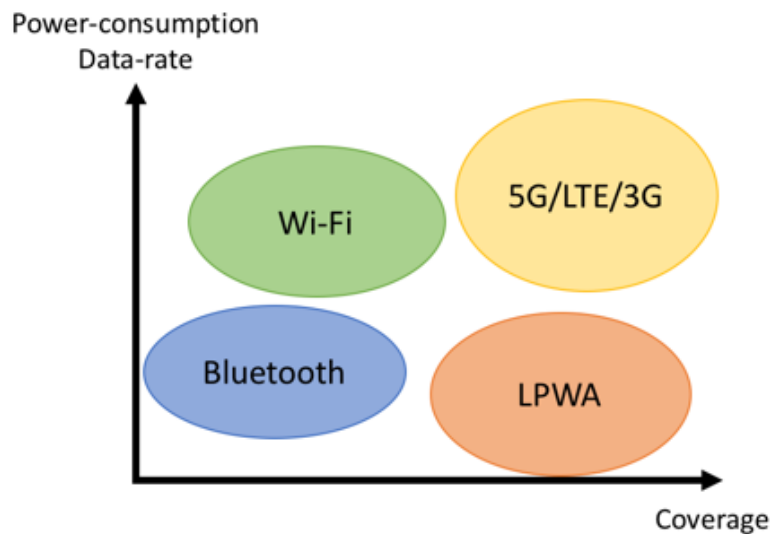 Power-consumption
Data-rate
5G/LTE/3G
Wi-Fi
Bluetooth
LPWA
Coverage